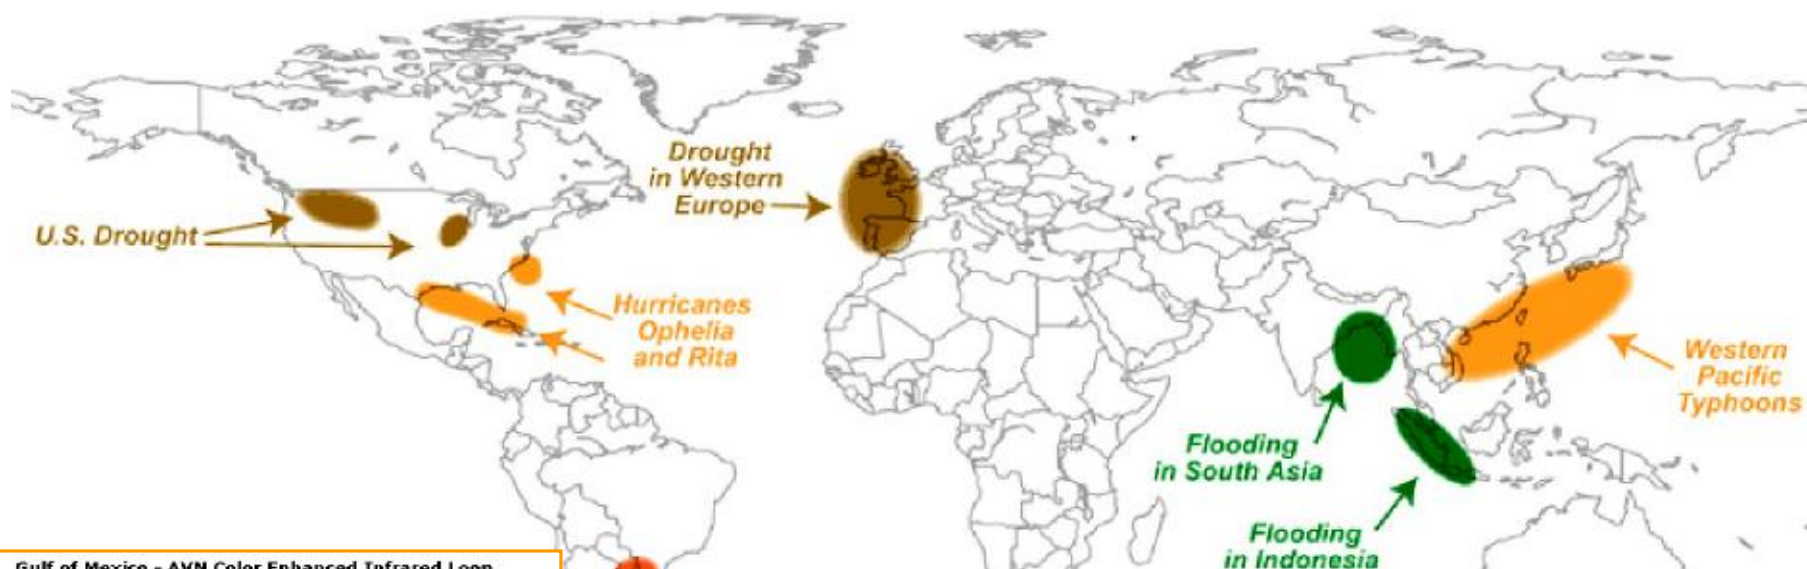 Drought
in Western
Europe
U.S. Drought
Hurricanes
Ophelia
and Rita
Western
Pacific
Typhoons
Flooding
in South Asia
Flooding
in Indonesia
Gulf of Mexico - AVN Color Enhanced Infrared Loop